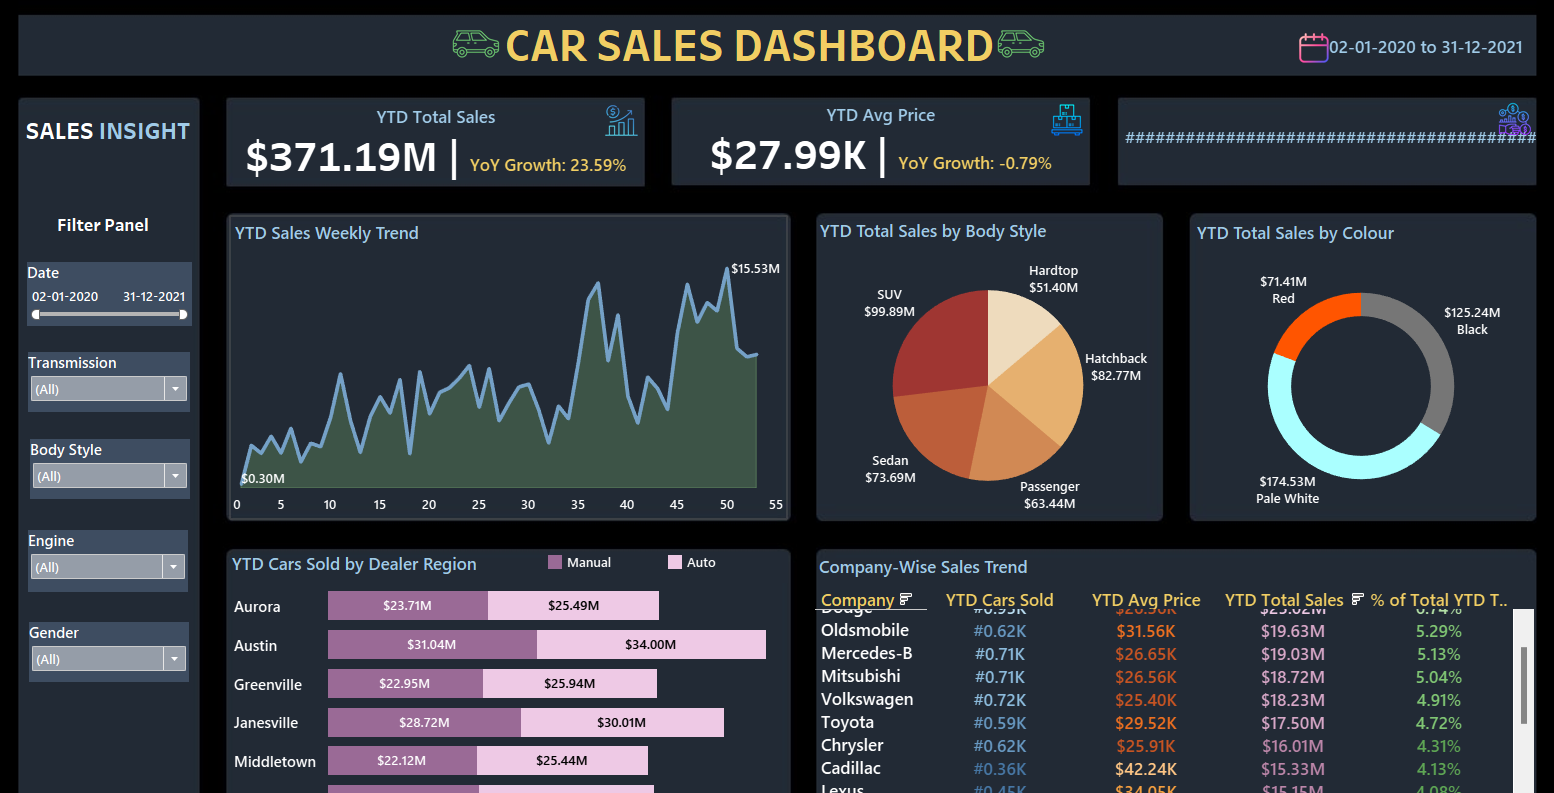 CAR SALES DASHBOARD
02-01-2020 to 31-12-2021
SALES INSIGHT
Filter Panel
Date
02-01-2020 31-12-2021
Transmission
(All)
Body Style
(All)
Engine
(All)
Gender
(All)
YTD Total Sales
$371.19M | YoY Growth: 23.59%
YTD Avg Price
$27.99K | YoY Growth: -0.79%
YTD Sales Weekly Trend
$15.53M
$0.30M
0 5 10 15 20 25 30 35 40 45 50 55
YTD Total Sales by Body Style
Hardtop
$51.40M
SUV
$99.89M
Hatchback
$82.77M
Sedan
$73.69M
Passenger
$63.44M
YTD Total Sales by Colour
$71.41M
Red
$125.24M
Black
$174.53M
Pale White
YTD Cars Sold by Dealer Region
Manual Auto
Aurora $23.71M $25.49M
Austin $31.04M $34.00M
Greenville $22.95M $25.94M
Janesville $28.72M $30.01M
Middletown $22.12M $25.44M
Company-Wise Sales Trend
Company YTD Cars Sold YTD Avg Price YTD Total Sales % of Total YTD T..
Dodge
Oldsmobile #0.62K $31.56K $19.63M 5.29%
Mercedes-B #0.71K $26.65K $19.03M 5.13%
Mitsubishi #0.71K $26.56K $18.72M 5.04%
Volkswagen #0.72K $25.40K $18.23M 4.91%
Toyota #0.59K $29.52K $17.50M 4.72%
Chrysler #0.62K $25.91K $16.01M 4.31%
Cadillac #0.36K $42.24K $15.33M 4.13%
Lexus #0.45K $34.05K $15.15M 4.08%